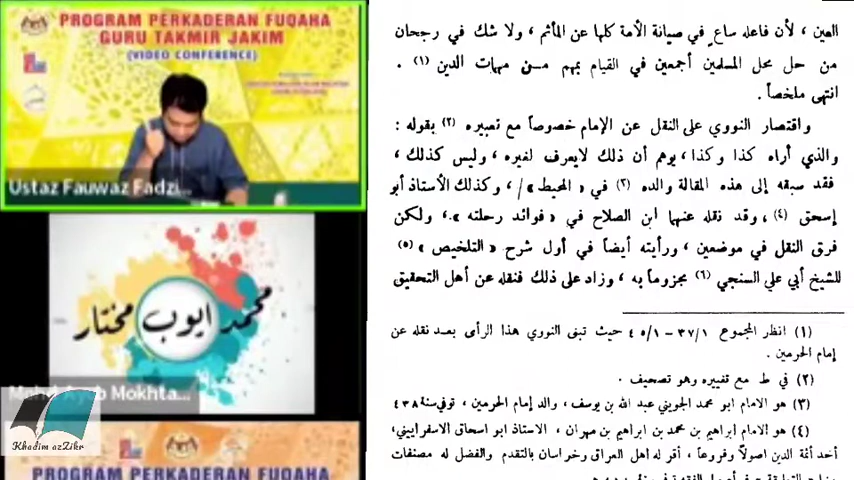 PROGRAM PERKADERAN FUQAHA
GURU TAKMIR JAKIM
(VIDEO CONFERENCE)
Ustaz Fauwaz Fadzi...
محمد ايوب مختار
Mohd Ayub Mokhta...
Khadim azZikr
PROGRAM PERKADERAN FUQAHA
العين ، لأن فاعله ساعٍ في صيانة الأمة كلها عن المأثم ، ولا شك في رجحان
من حل محل المسلمين أجمعين في القيام بمهم من مهمات الدين (١) .
انتهى ملخصاً .
واقتصار النووي على النقل عن الإمام خصوصاً مع تعبيره (٢) بقوله :
والذي أراه كذا وكذا ، يوهم أن ذلك لا يعرف لغيره ، وليس كذلك ،
فقد سبقه إلى هذه المقالة والده (٣) في « المحيط » / ، وكذلك الأستاذ أبو
إسحق (٤) ، وقد نقله عنهما ابن الصلاح في « فوائد رحلته » ، ولكن
فرق النقل في موضعين ، ورأيته أيضاً في أول شرح « التلخيص » (٥)
للشيخ أبي علي السنجي (٦) مجزوماً به ، وزاد على ذلك فنقله عن أهل التحقيق
(١) انظر المجموع ٣٧/١ – ٤٥/١ حيث تبنى النووي هذا الرأى بعد نقله عن
إمام الحرمين .
(٢) في ط مع تغييره وهو تصحيف .
(٣) هو الامام ابو محمد الجويني عبد الله بن يوسف ، والد إمام الحرمين ، توفي سنة ٤٣٨
(٤) هو الامام ابراهيم بن محمد بن ابراهيم بن مهران ، الاستاذ ابو اسحاق الاسفراييني ،
أحد أئمة الدين اصولاً وفروعاً ، أقر له اهل العراق وخراسان بالتقدم والفضل له مصنفات